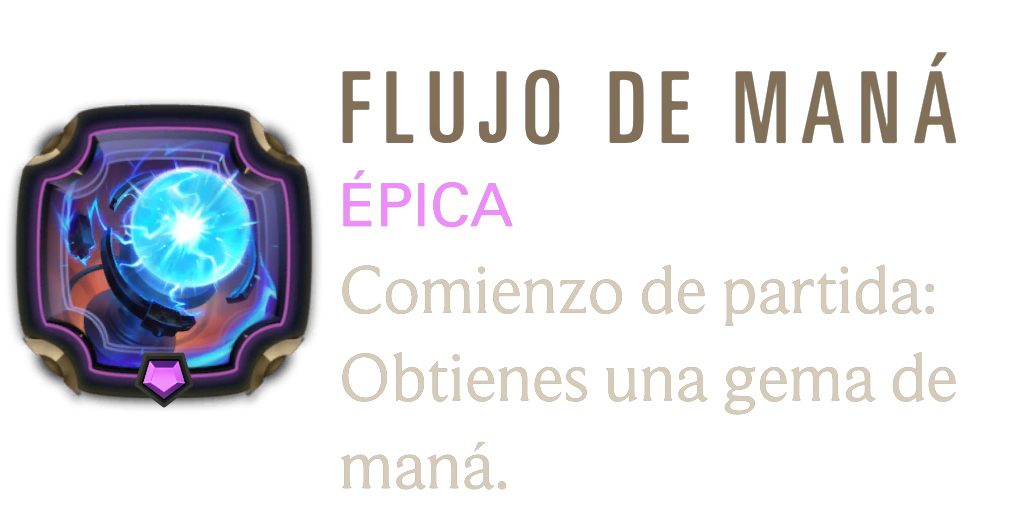 FLUJO DE MANÁ
ÉPICA
Comienzo de partida:
Obtienes una gema de
maná.